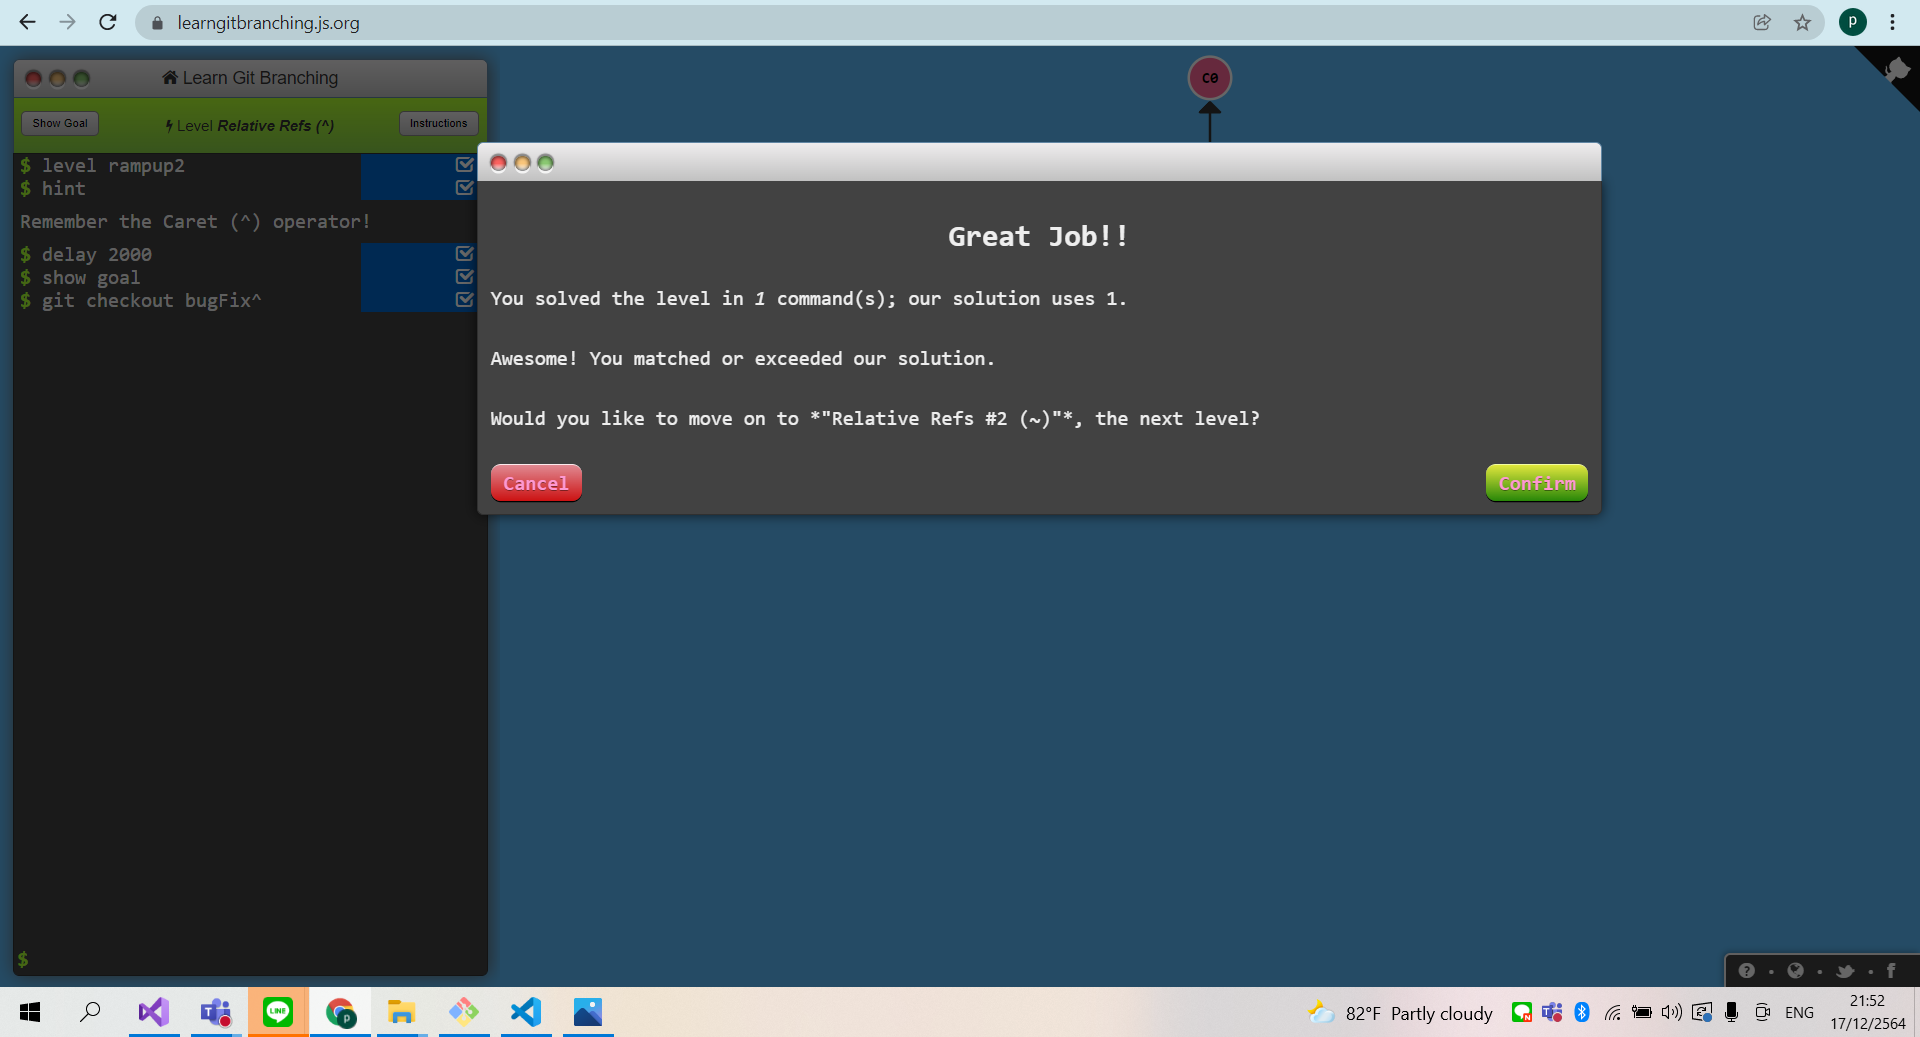 learngitbranching.js.org
p
Learn Git Branching
Show Goal
Level Relative Refs (^)
Instructions
C0
$ level rampup2
$ hint
Remember the Caret (^) operator!
$ delay 2000
$ show goal
$ git checkout bugFix^
Great Job!!
You solved the level in 1 command(s); our solution uses 1.
Awesome! You matched or exceeded our solution.
Would you like to move on to *"Relative Refs #2 (~)"*, the next level?
Cancel
Confirm
$
LINE
p
82°F Partly cloudy
ENG
21:52
17/12/2564